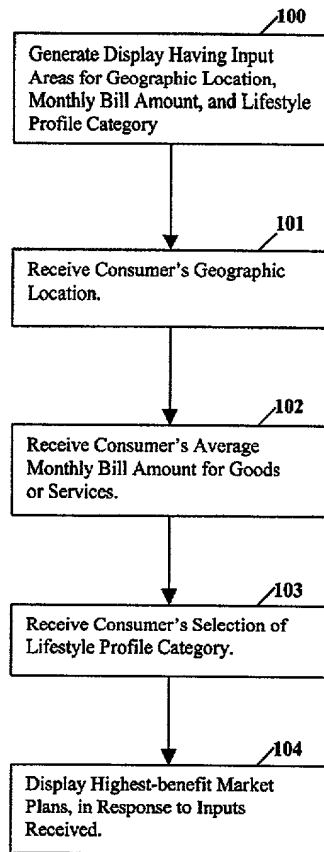 100
Generate Display Having Input
Areas for Geographic Location,
Monthly Bill Amount, and Lifestyle
Profile Category
101
Receive Consumer's Geographic
Location.
102
Receive Consumer's Average
Monthly Bill Amount for Goods
or Services.
103
Receive Consumer's Selection of
Lifestyle Profile Category.
104
Display Highest-benefit Market
Plans, in Response to Inputs
Received.